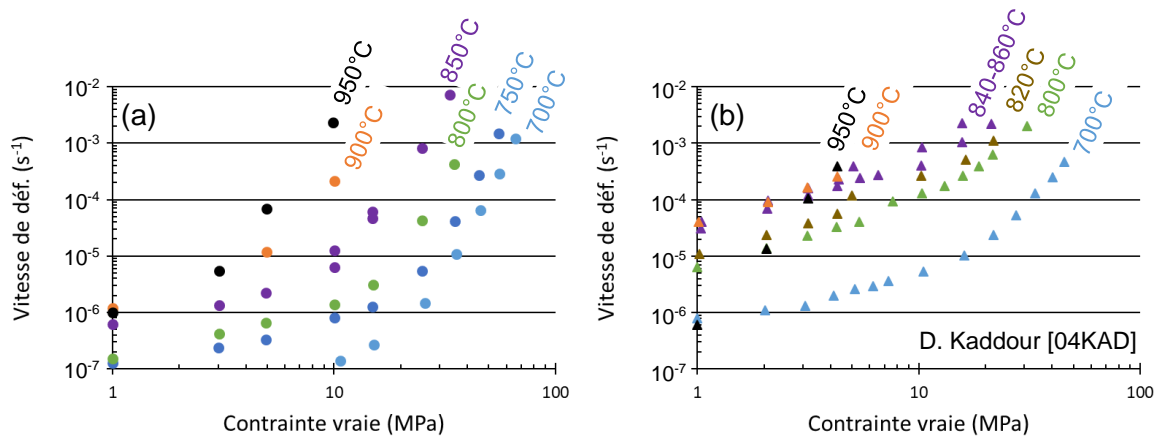 (a)
950°C
900°C
850°C
800°C
750°C
700°C
Vitesse de déf. (s-1)
10-2
10-3
10-4
10-5
10-6
10-7
1
10
100
Contrainte vraie (MPa)
(b)
950°C
900°C
840-860°C
820°C
800°C
700°C
Vitesse de déf. (s-1)
10-2
10-3
10-4
10-5
10-6
10-7
D. Kaddour [04KAD]
1
10
100
Contrainte vraie (MPa)